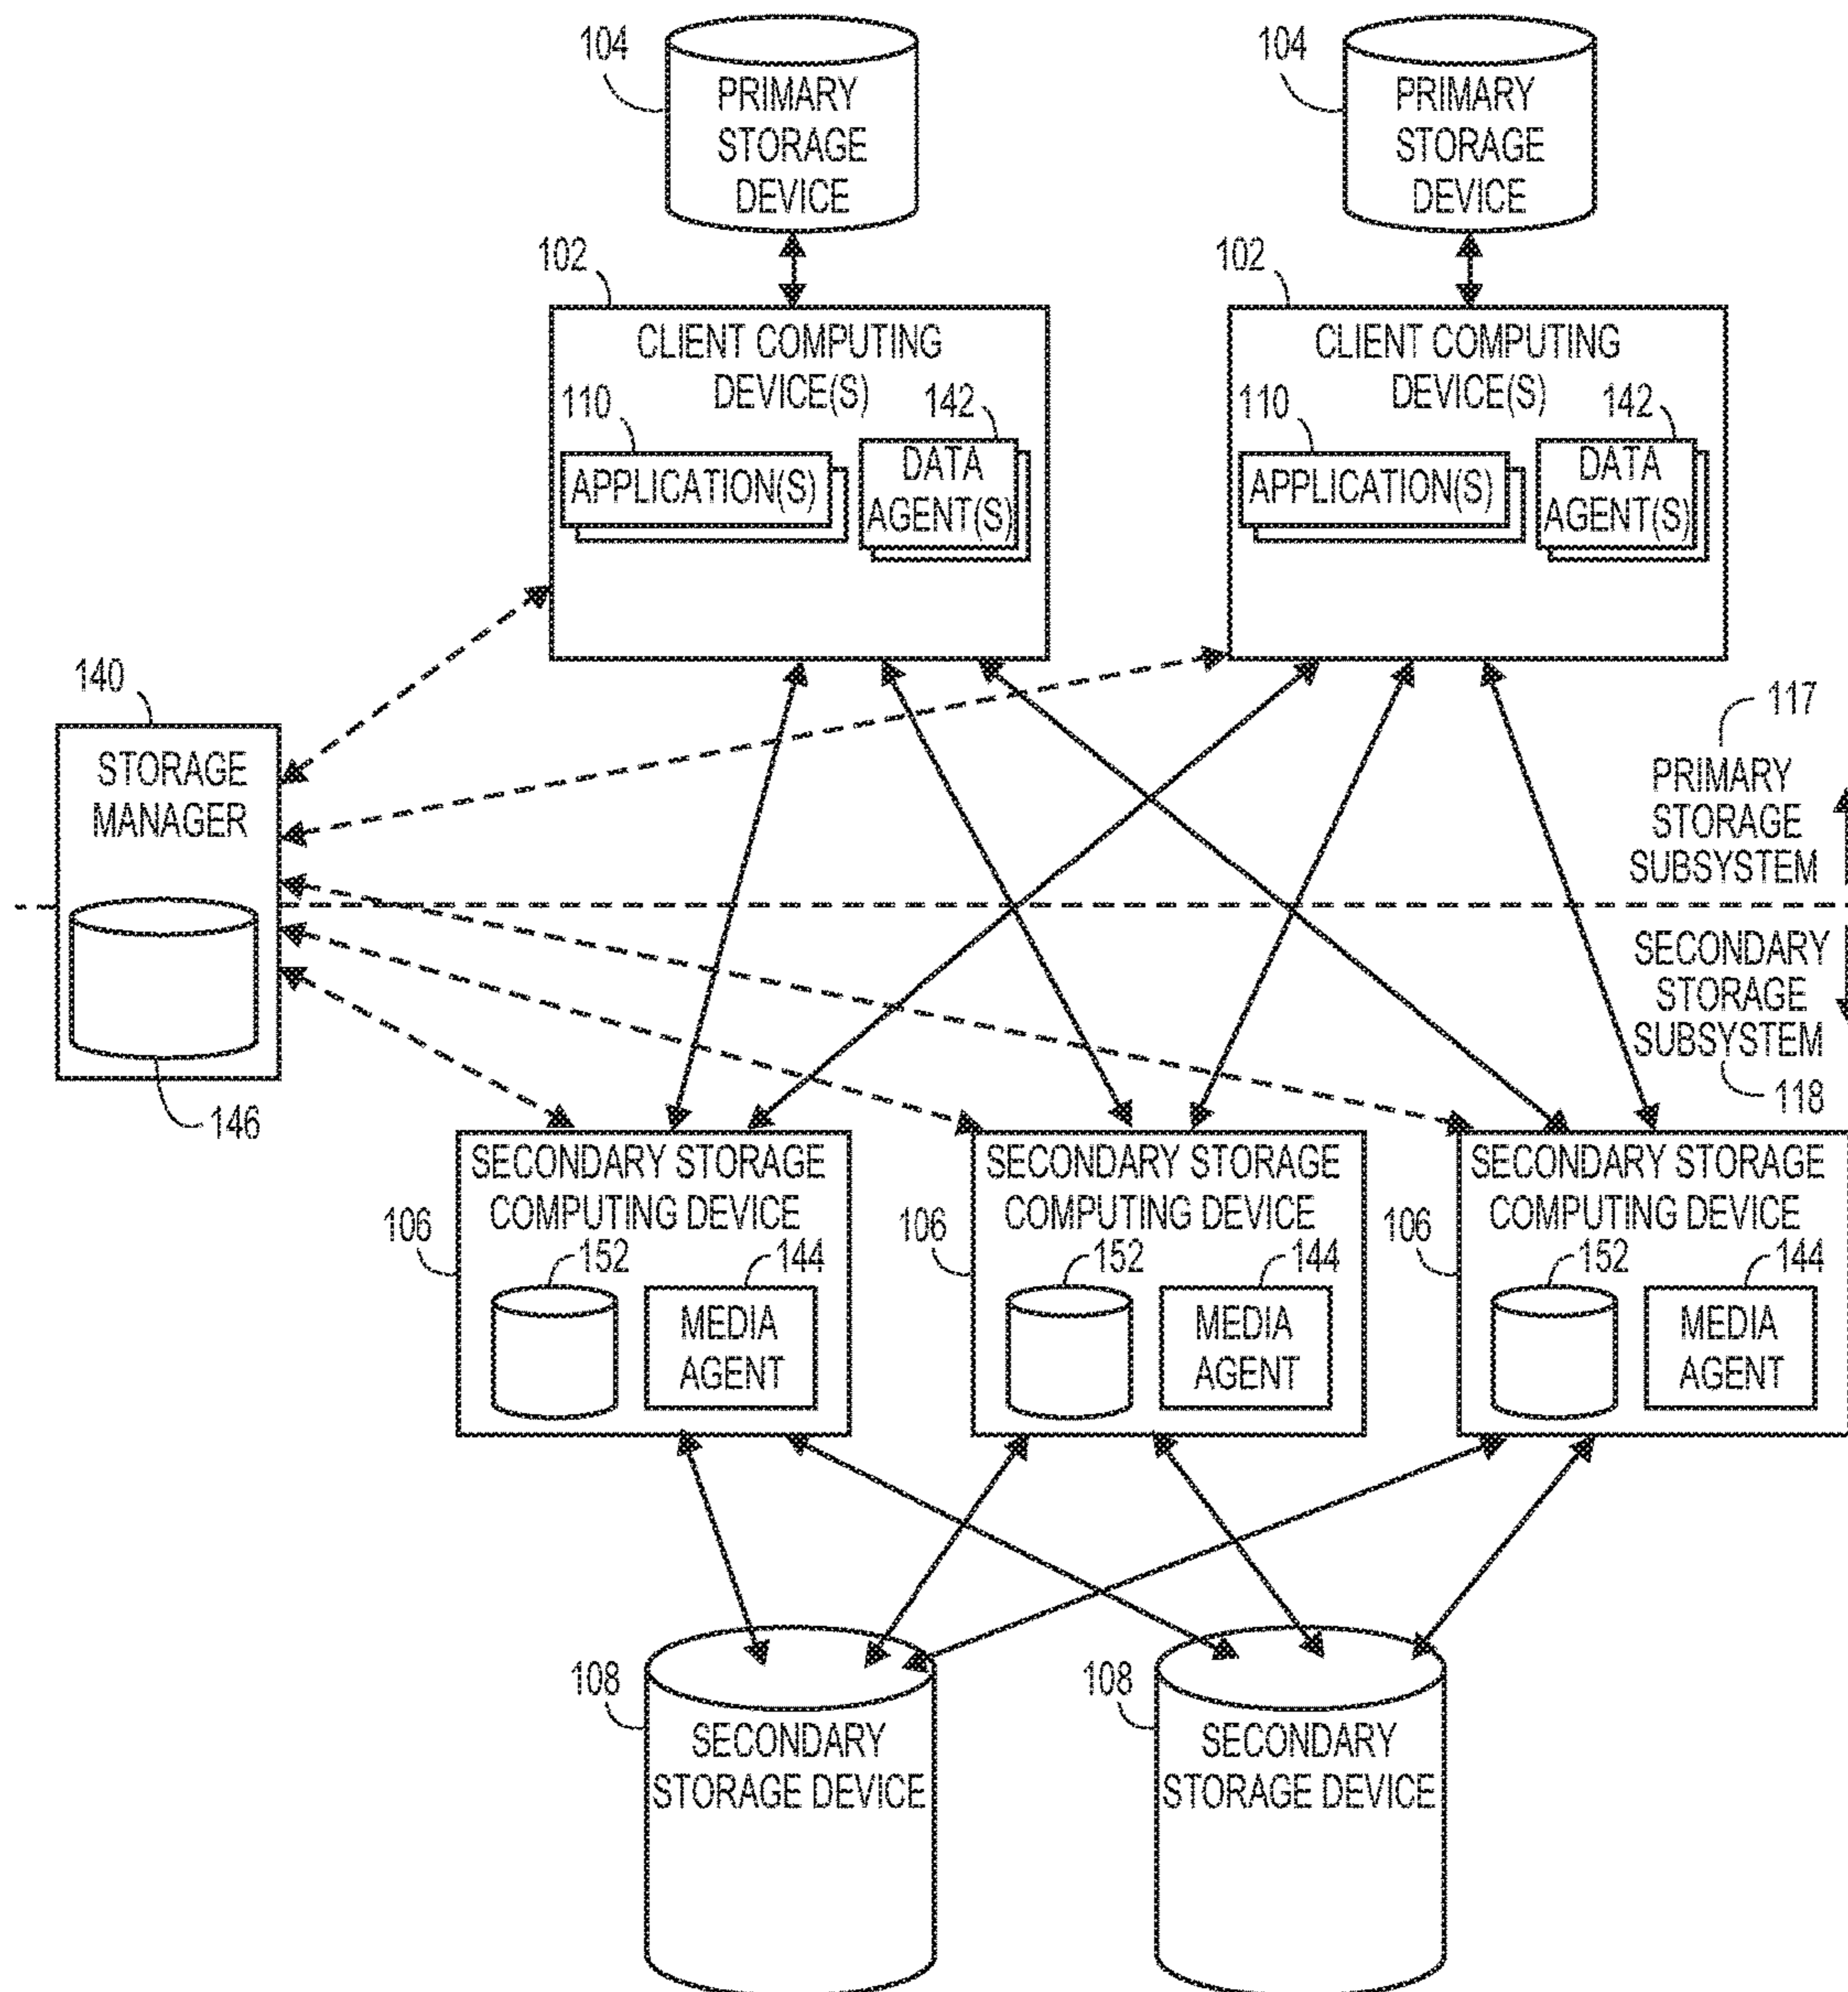 104
PRIMARY
STORAGE
DEVICE
104
PRIMARY
STORAGE
DEVICE
102
CLIENT COMPUTING
DEVICE(S)
110
142
APPLICATION(S)
DATA
AGENT(S)
102
CLIENT COMPUTING
DEVICE(S)
110
142
APPLICATION(S)
DATA
AGENT(S)
140
STORAGE
MANAGER
146
117
PRIMARY
STORAGE
SUBSYSTEM
SECONDARY
STORAGE
SUBSYSTEM
118
106
SECONDARY STORAGE
COMPUTING DEVICE
152
144
MEDIA
AGENT
106
SECONDARY STORAGE
COMPUTING DEVICE
152
144
MEDIA
AGENT
106
SECONDARY STORAGE
COMPUTING DEVICE
152
144
MEDIA
AGENT
108
SECONDARY
STORAGE DEVICE
108
SECONDARY
STORAGE DEVICE